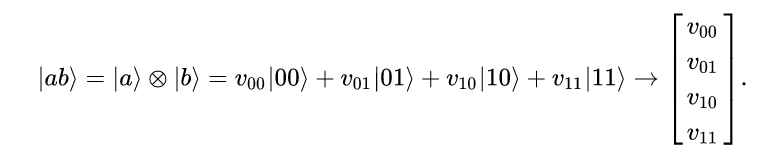 |ab⟩ = |a⟩ ⊗ |b⟩ = v₀₀|00⟩ + v₀₁|01⟩ + v₁₀|10⟩ + v₁₁|11⟩ → [v₀₀ v₀₁ v₁₀ v₁₁].